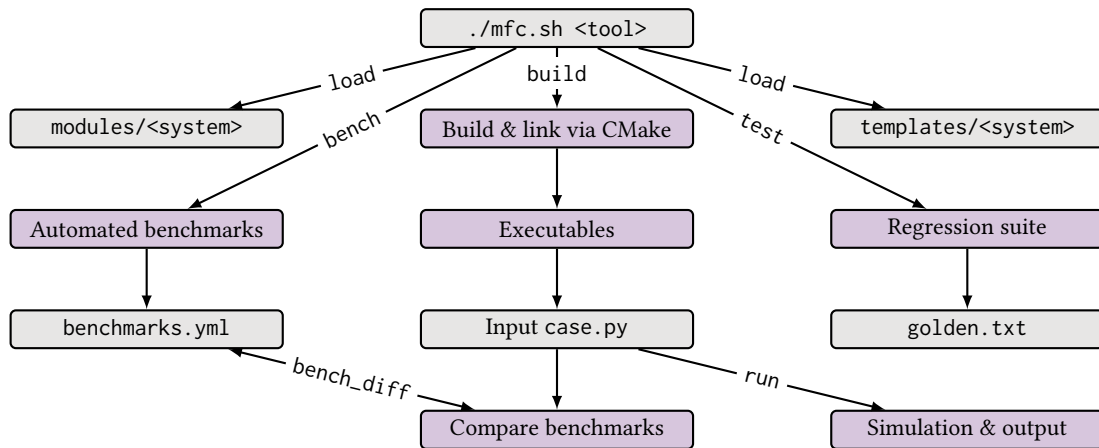 ./mfc.sh <tool>
load
build
load
modules/<system>
Build & link via CMake
templates/<system>
bench
test
Automated benchmarks
Executables
Regression suite
benchmarks.yml
Input case.py
golden.txt
bench_diff
run
Compare benchmarks
Simulation & output